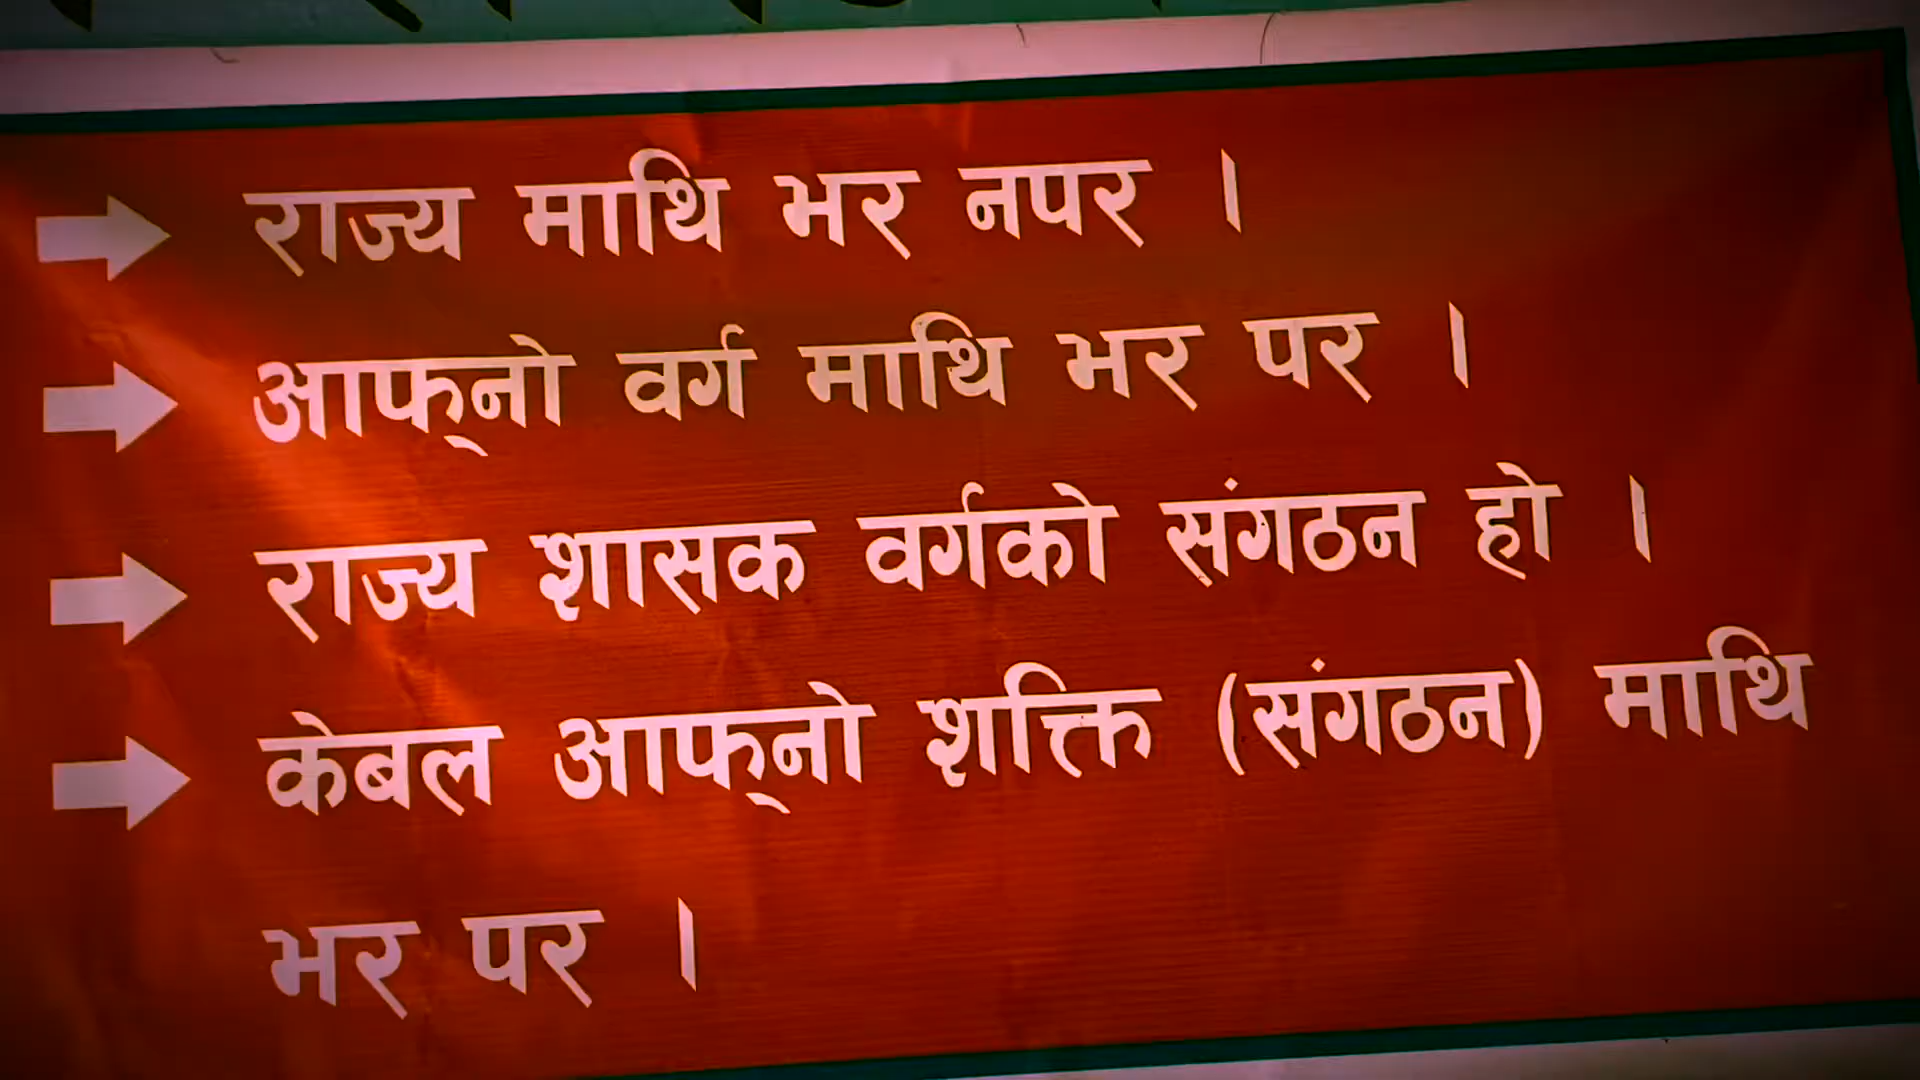 राज्य माथि भर नपर ।
आफ्‌नो वर्ग माथि भर पर ।
राज्य शासक वर्गको संगठन हो ।
केबल आफ्‌नो शक्ति (संगठन) माथि
भर पर ।